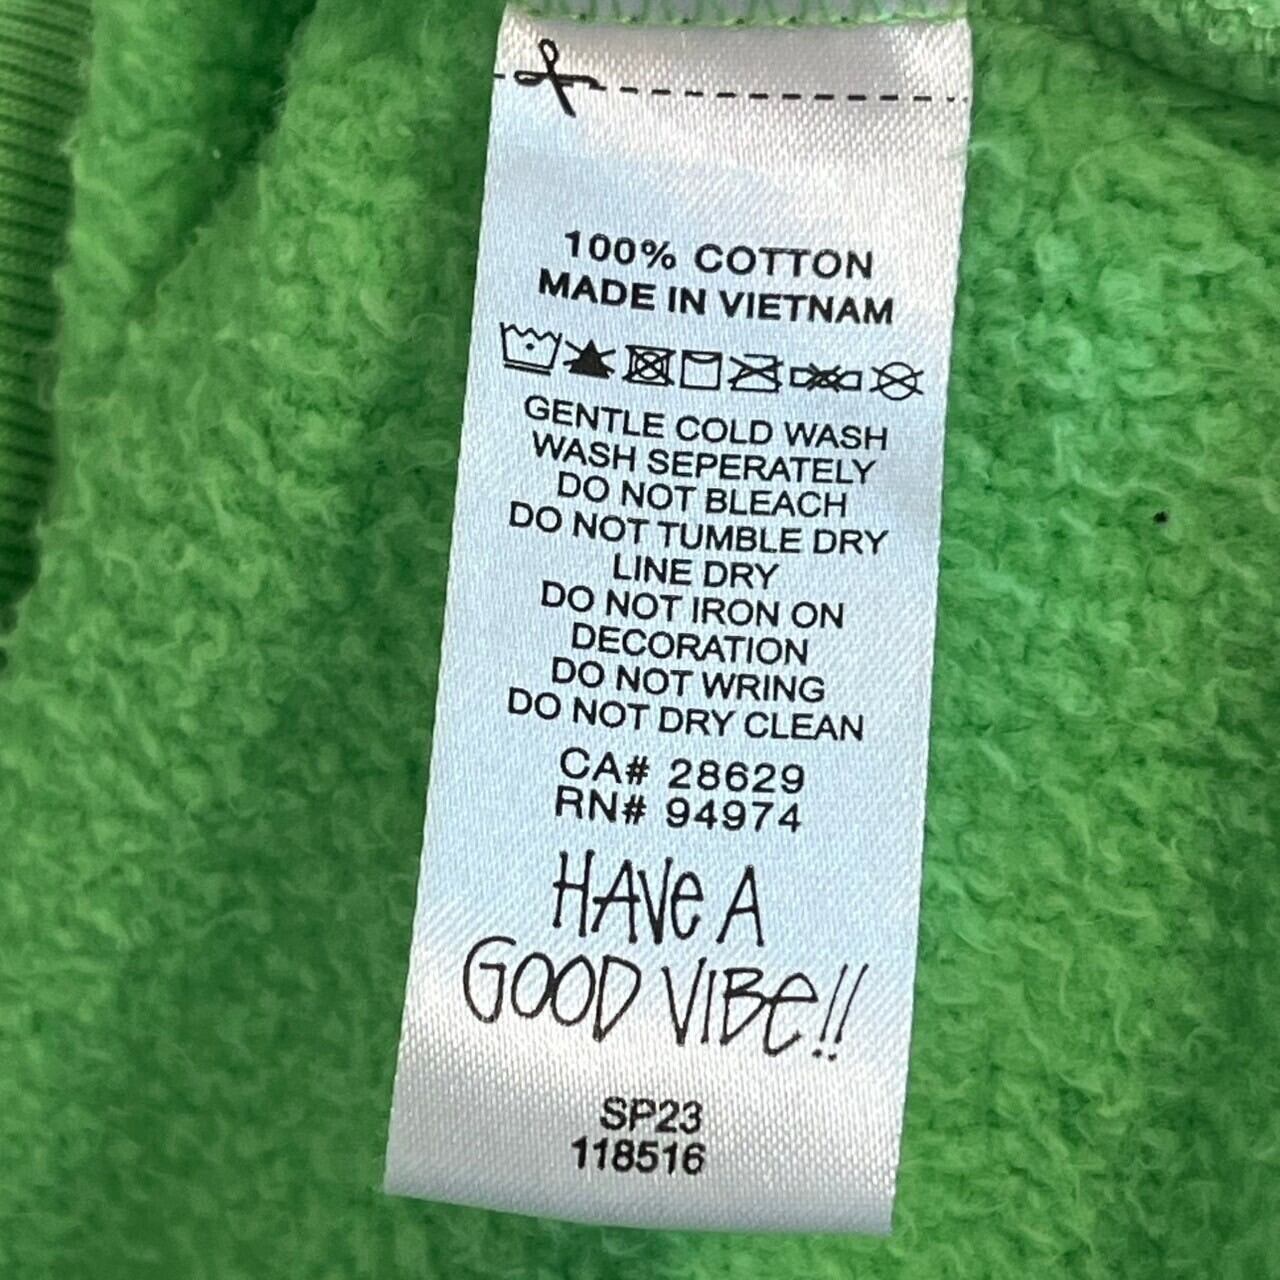 100% COTTON
MADE IN VIETNAM
GENTLE COLD WASH
WASH SEPERATELY
DO NOT BLEACH
DO NOT TUMBLE DRY
LINE DRY
DO NOT IRON ON
DECORATION
DO NOT WRING
DO NOT DRY CLEAN
CA# 28629
RN# 94974
HAVe A
GOOD VIBe!!
SP23
118516